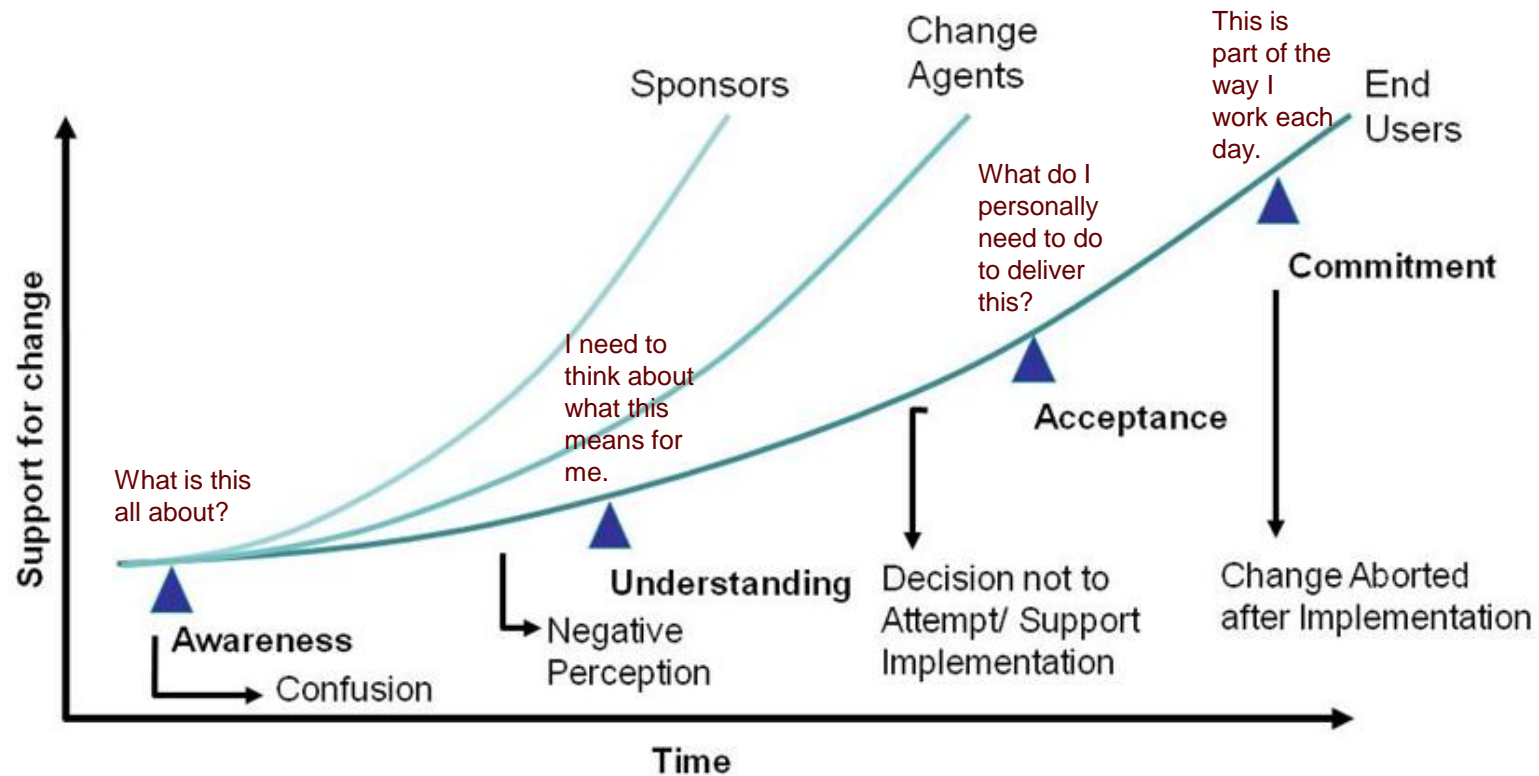 Sponsors
Change
Agents
This is
part of the
way I
work each
day.
End
Users
What do I
personally
need to do
to deliver
this?
Commitment
I need to
think about
what this
means for
me.
Acceptance
What is this
all about?
Support for change
Understanding
Decision not to
Attempt/ Support
Implementation
Change Aborted
after Implementation
Awareness
Negative
Perception
Confusion
Time